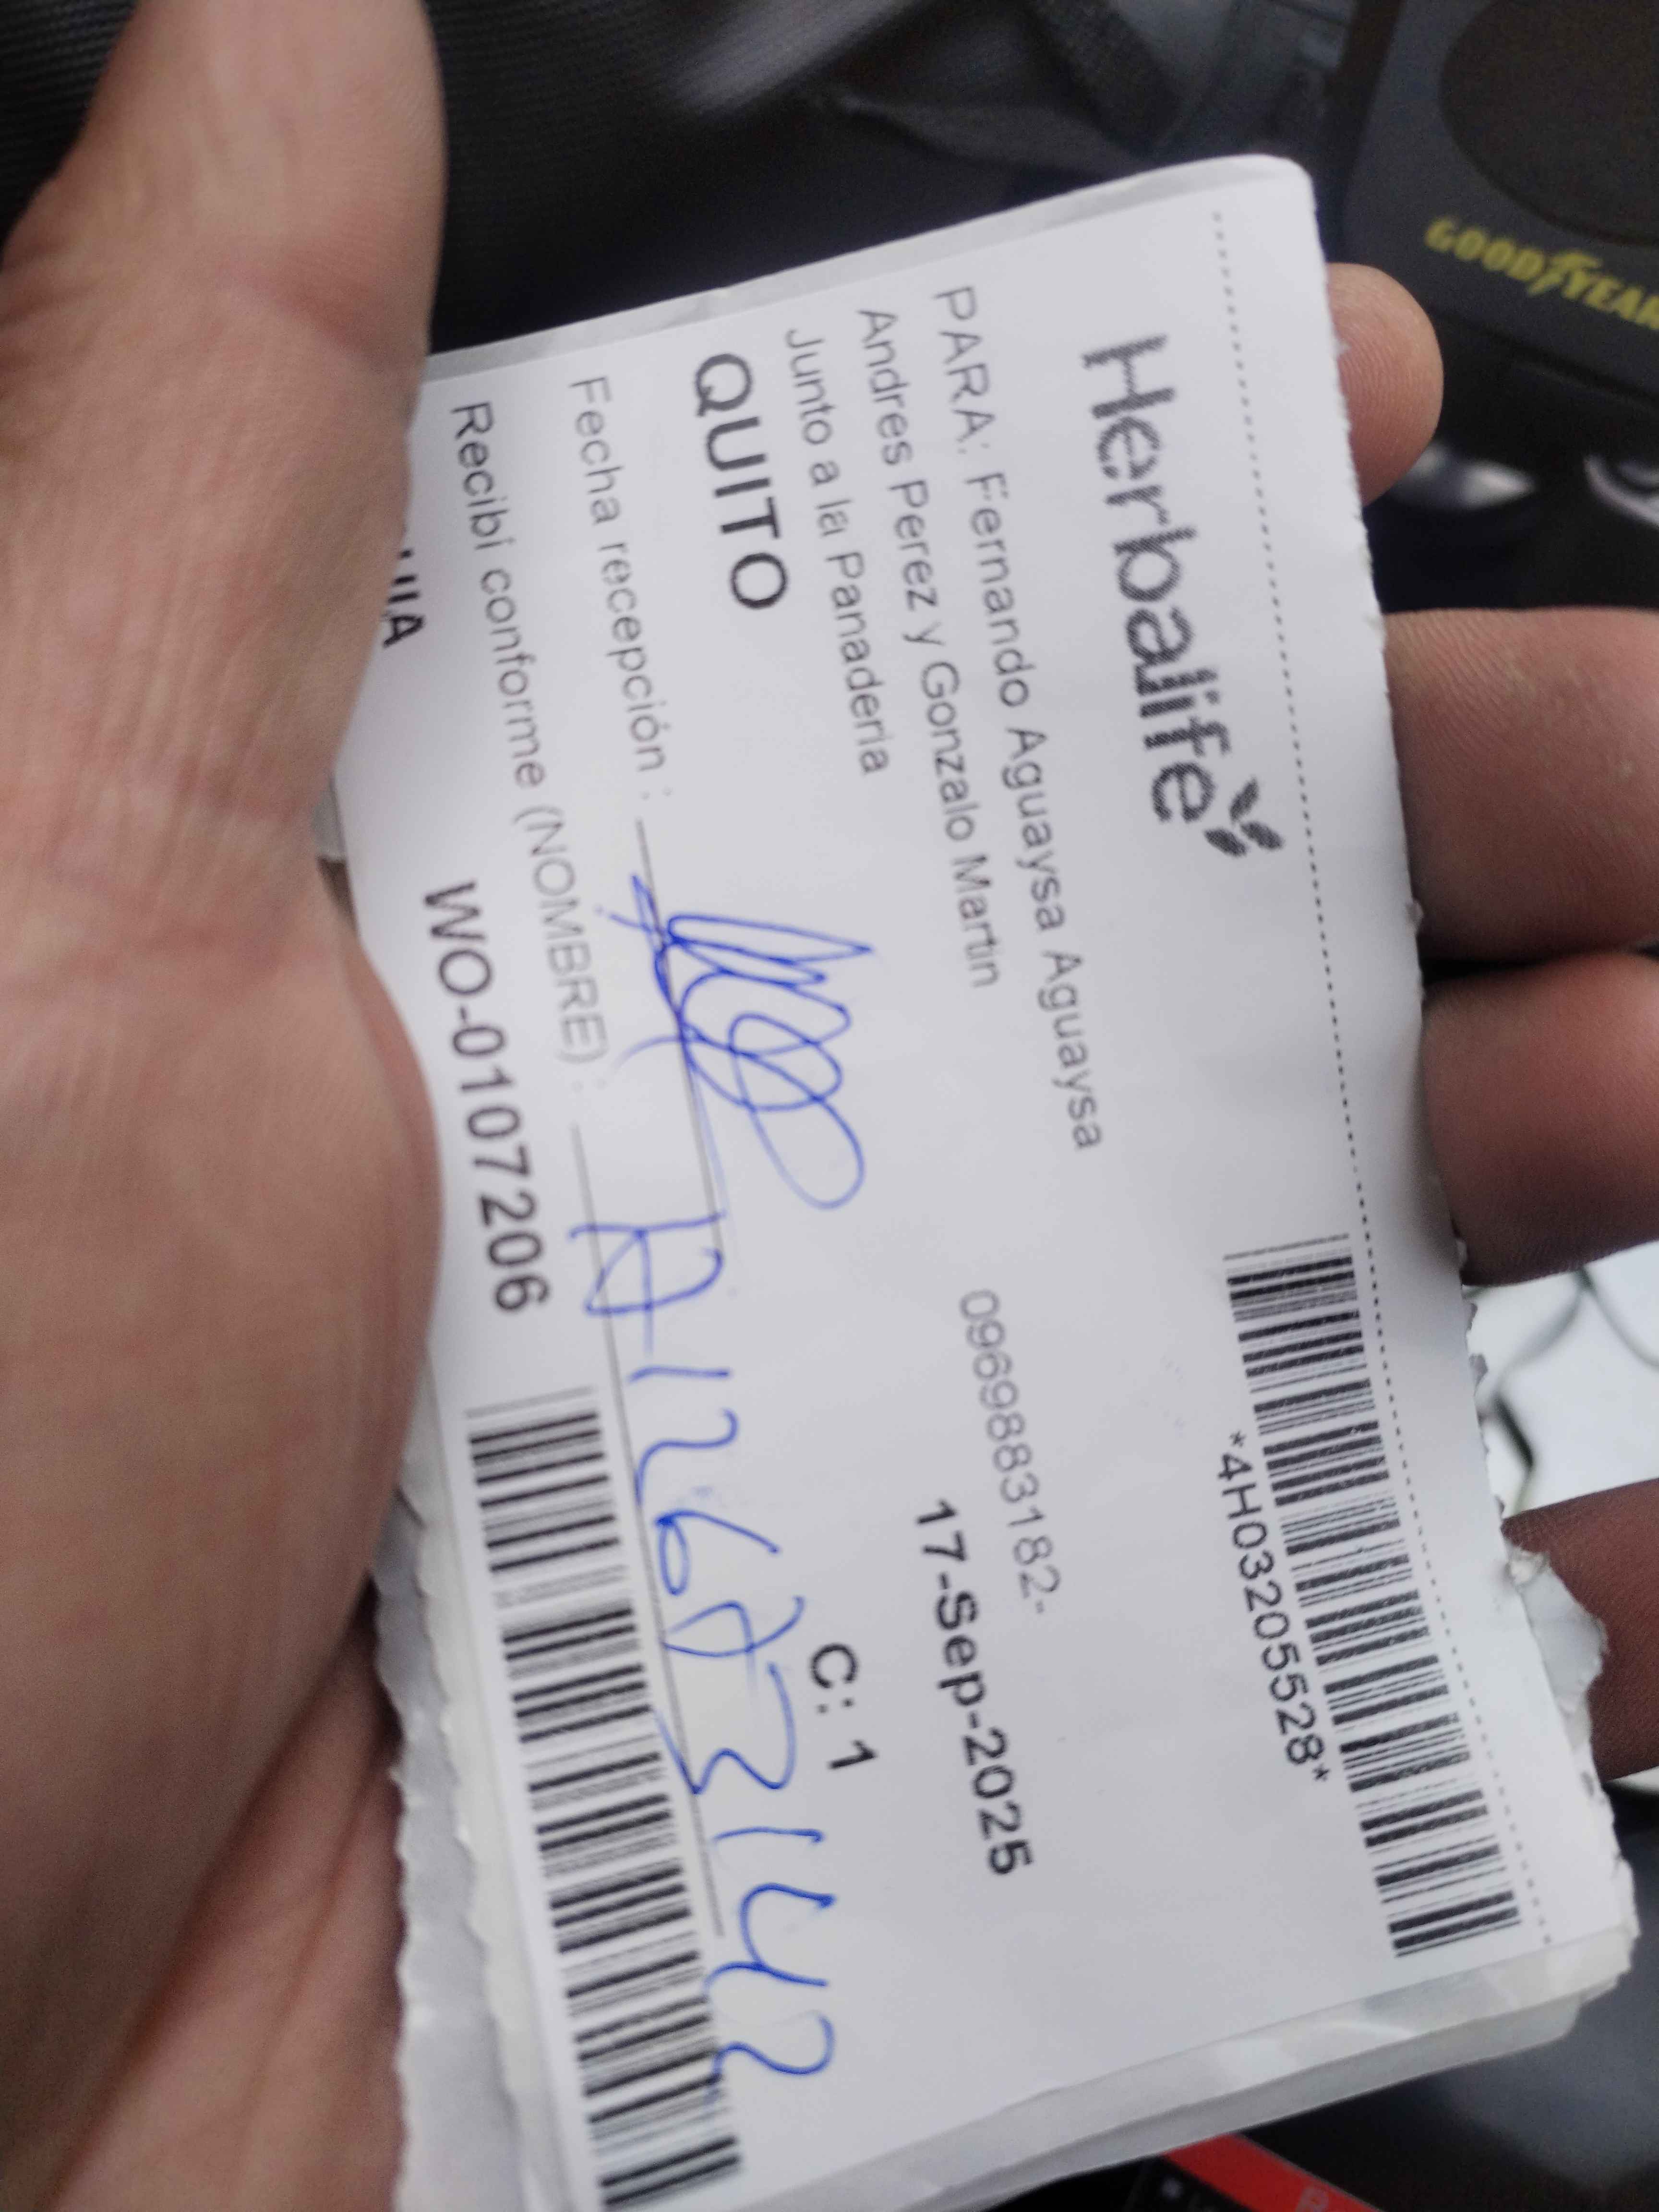 Herbalife
*4H03205528*
PARA: Fernando Aguaysa Aguaysa
0969883182-
Andres Perez y Gonzalo Martin
17-Sep-2025
Junto a la Panaderia
C: 1
QUITO
Fecha recepción :
Recibí conforme (NOMBRE) :
WO-0107206
GOODYEAR